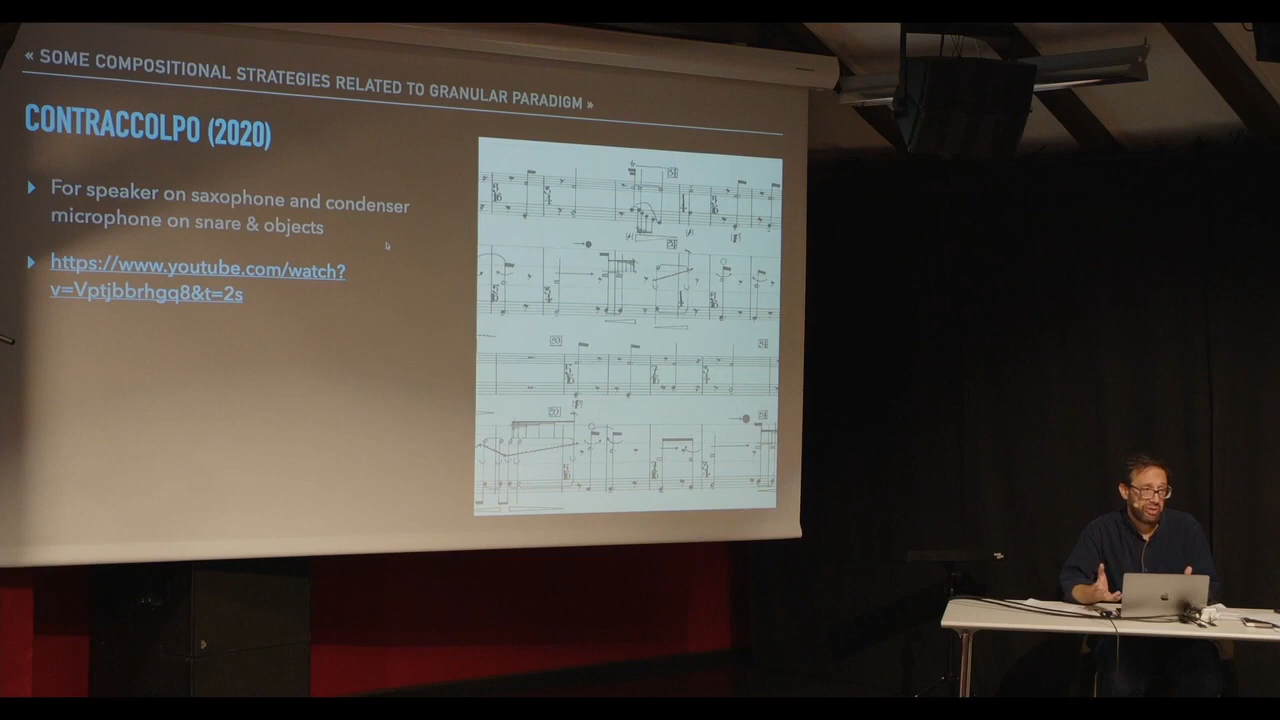 « SOME COMPOSITIONAL STRATEGIES RELATED TO GRANULAR PARADIGM »
CONTRACCOLPO (2020)
For speaker on saxophone and condenser
microphone on snare & objects
https://www.youtube.com/watch?
v=Vptjbbrhgq8&t=2s